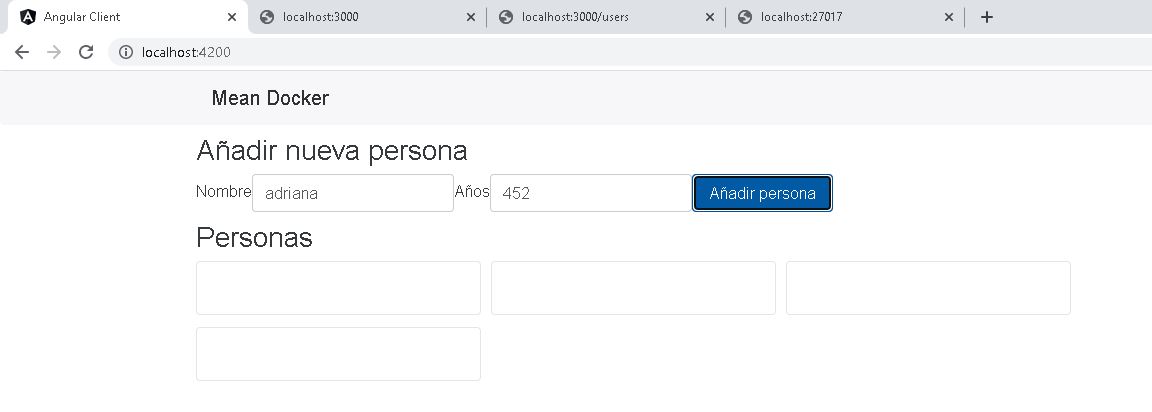 Angular Client localhost:3000 localhost:3000/users localhost:27017
localhost:4200
Mean Docker
Añadir nueva persona
Nombre adriana Años 452 Añadir persona
Personas